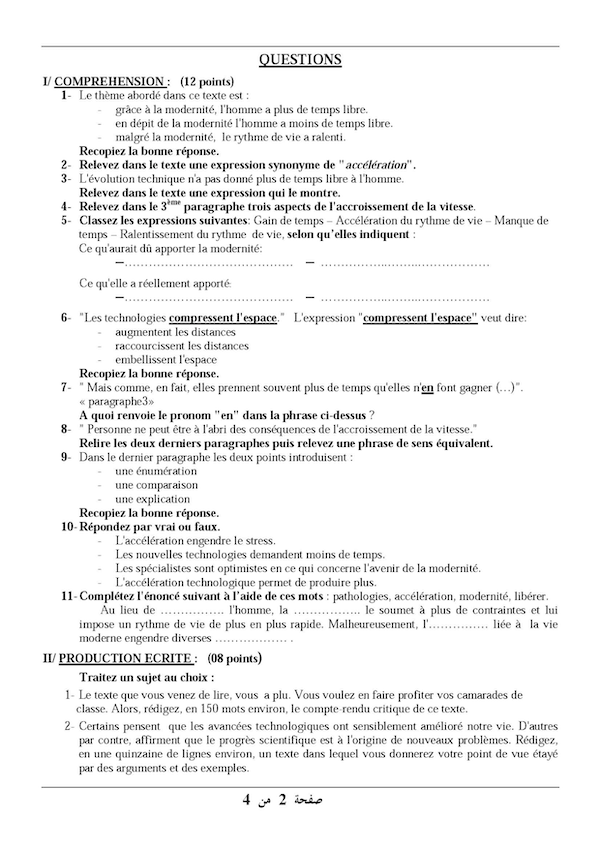 QUESTIONS
I/ COMPREHENSION : (12 points)
1- Le thème abordé dans ce texte est :
- grâce à la modernité, l'homme a plus de temps libre.
- en dépit de la modernité l'homme a moins de temps libre.
- malgré la modernité, le rythme de vie a ralenti.
Recopiez la bonne réponse.
2- Relevez dans le texte une expression synonyme de "accélération".
3- L'évolution technique n'a pas donné plus de temps libre à l'homme.
Relevez dans le texte une expression qui le montre.
4- Relevez dans le 3ème paragraphe trois aspects de l'accroissement de la vitesse.
5- Classez les expressions suivantes: Gain de temps – Accélération du rythme de vie – Manque de
temps – Ralentissement du rythme de vie, selon qu'elles indiquent :
Ce qu'aurait dû apporter la modernité:
–…………………………………… – ……………..……..………………
Ce qu'elle a réellement apporté:
–…………………………………… – ……………..……..………………
6- "Les technologies compressent l'espace." L'expression "compressent l'espace" veut dire:
- augmentent les distances
- raccourcissent les distances
- embellissent l'espace
Recopiez la bonne réponse.
7- " Mais comme, en fait, elles prennent souvent plus de temps qu'elles n'en font gagner (…)".
« paragraphe3»
A quoi renvoie le pronom "en" dans la phrase ci-dessus ?
8- " Personne ne peut être à l'abri des conséquences de l'accroissement de la vitesse."
Relire les deux derniers paragraphes puis relevez une phrase de sens équivalent.
9- Dans le dernier paragraphe les deux points introduisent :
- une énumération
- une comparaison
- une explication
Recopiez la bonne réponse.
10- Répondez par vrai ou faux.
- L'accélération engendre le stress.
- Les nouvelles technologies demandent moins de temps.
- Les spécialistes sont optimistes en ce qui concerne l'avenir de la modernité.
- L'accélération technologique permet de produire plus.
11- Complétez l'énoncé suivant à l'aide de ces mots : pathologies, accélération, modernité, libérer.
Au lieu de ……………. l'homme, la …………….. le soumet à plus de contraintes et lui
impose un rythme de vie de plus en plus rapide. Malheureusement, l'…………… liée à la vie
moderne engendre diverses ……………… .
II/ PRODUCTION ECRITE : (08 points)
Traitez un sujet au choix :
1- Le texte que vous venez de lire, vous a plu. Vous voulez en faire profiter vos camarades de
classe. Alors, rédigez, en 150 mots environ, le compte-rendu critique de ce texte.
2- Certains pensent que les avancées technologiques ont sensiblement amélioré notre vie. D'autres
par contre, affirment que le progrès scientifique est à l'origine de nouveaux problèmes. Rédigez,
en une quinzaine de lignes environ, un texte dans lequel vous donnerez votre point de vue étayé
par des arguments et des exemples.
صفحة 2 من 4